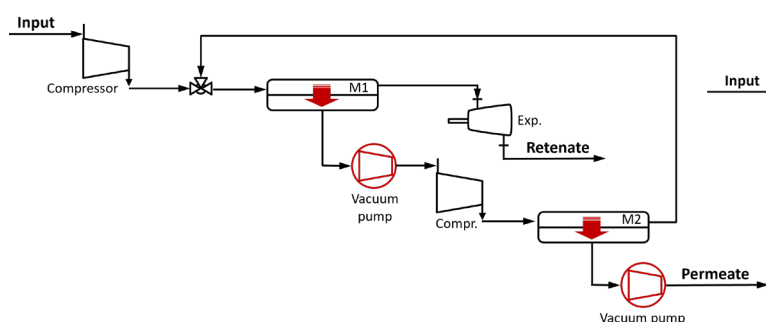 Input
Compressor
M1
Exp.
Input
Retenate
Vacuum
pump
Compr.
M2
Permeate
Vacuum pump